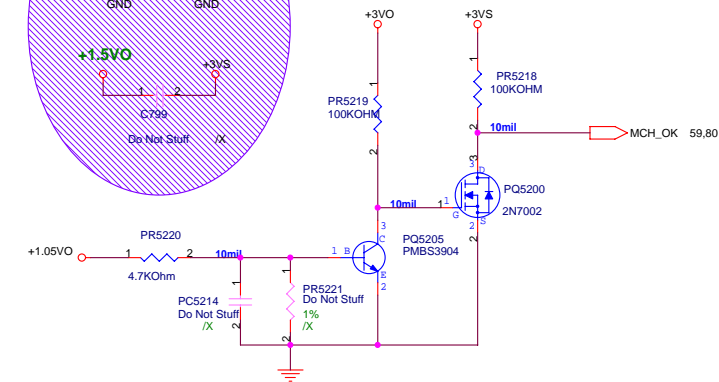 GND GND
+1.5VO
+3VS
1 2
C799
Do Not Stuff /X
+3VO +3VS
1 1
PR5218
100KOHM
PR5219
100KOHM
2 2
10mil
MCH_OK 59,80
3
3 D
PQ5200
10mil 1 1
G S
2N7002
2
2
3
C
PQ5205
PMBS3904
+1.05VO
PR5220
1 2
10mil
1 B
E
2
4.7KOhm
1 1
PC5214
Do Not Stuff
/X
2
PR5221
Do Not Stuff
1%
/X
2